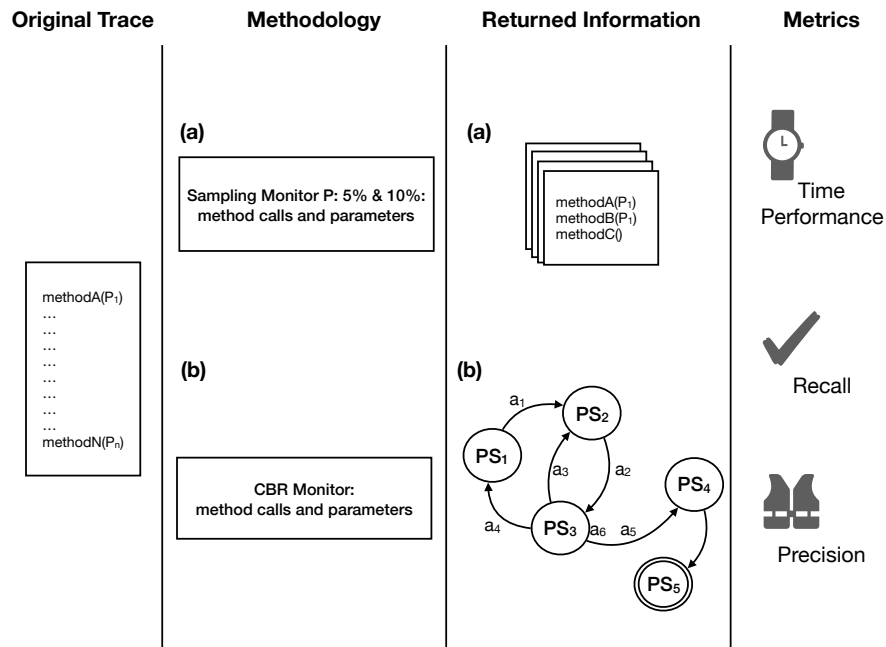 Original Trace
Methodology
Returned Information
Metrics
methodA(P₁)
...
...
...
...
...
...
...
...
methodN(Pₙ)
(a)
Sampling Monitor P: 5% & 10%:
method calls and parameters
(b)
CBR Monitor:
method calls and parameters
(a)
methodA(P₁)
methodB(P₁)
methodC()
(b)
a₁
PS₂
PS₁
a₃
a₂
PS₄
a₄
PS₃
a₆
a₅
PS₅
Time
Performance
Recall
Precision